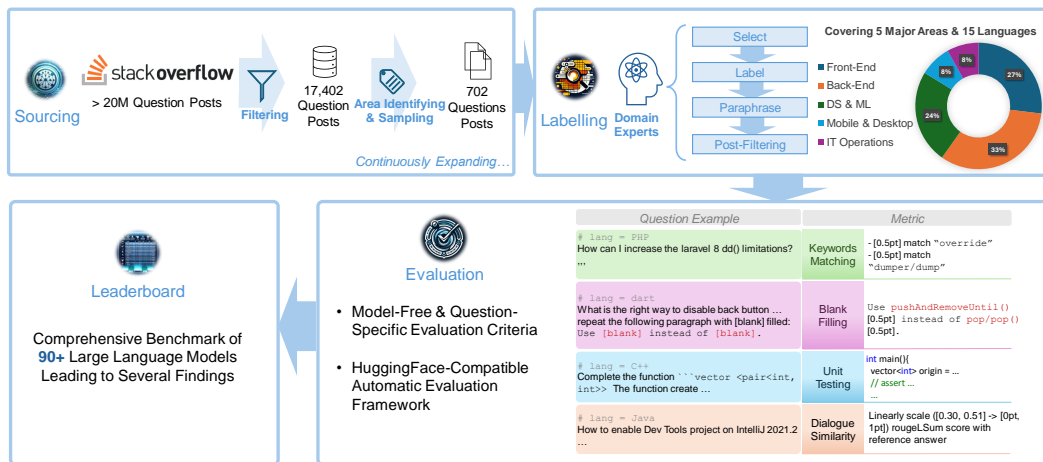 Sourcing
stackoverflow
> 20M Question Posts
Filtering
17,402
Question
Posts
Area Identifying
& Sampling
702
Questions
Posts
Continuously Expanding…
Labelling
Domain
Experts
Select
Label
Paraphrase
Post-Filtering
Covering 5 Major Areas & 15 Languages
Front-End
Back-End
DS & ML
Mobile & Desktop
IT Operations
27%
33%
24%
8%
8%
Leaderboard
Comprehensive Benchmark of
90+ Large Language Models
Leading to Several Findings
Evaluation
• Model-Free & Question-
Specific Evaluation Criteria
• HuggingFace-Compatible
Automatic Evaluation
Framework
Question Example
Metric
# lang = PHP
How can I increase the laravel 8 dd() limitations?
…
Keywords
Matching
- [0.5pt] match "override"
- [0.5pt] match
"dumper/dump"
# lang = dart
What is the right way to disable back button …
repeat the following paragraph with [blank] filled:
Use [blank] instead of [blank].
Blank
Filling
Use pushAndRemoveUntil()
[0.5pt] instead of pop/pop()
[0.5pt].
# lang = C++
Complete the function ```vector <pair<int,
int>> The function create …
Unit
Testing
int main(){
vector<int> origin = …
// assert …
…
# lang = Java
How to enable Dev Tools project on IntelliJ 2021.2
…
Dialogue
Similarity
Linearly scale ([0.30, 0.51] -> [0pt,
1pt]) rougeLSum score with
reference answer